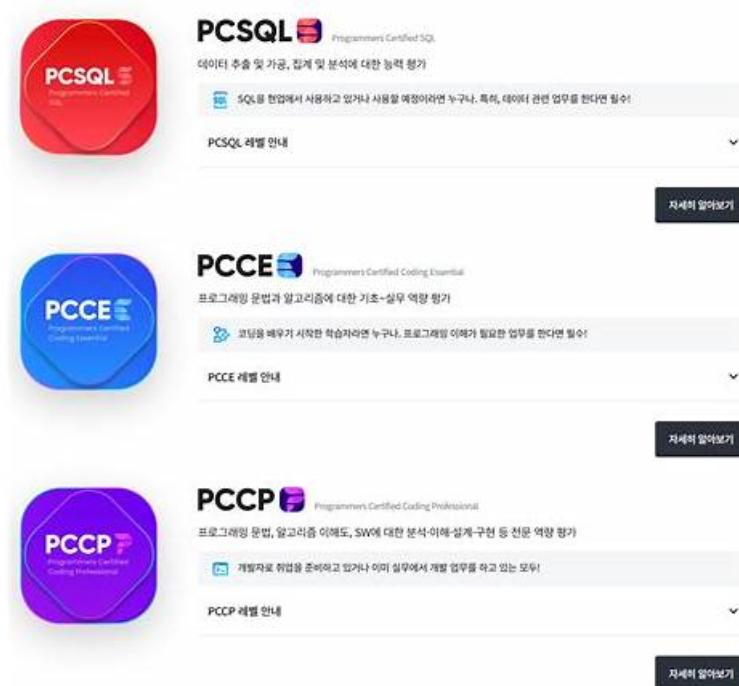 PCSQL
Programmers Certified
SQL
PCSQL Programmers Certified SQL
데이터 추출 및 가공, 집계 및 분석에 대한 능력 평가
SQL SQL을 현업에서 사용하고 있거나 사용할 예정이라면 누구나. 특히, 데이터 관련 업무를 한다면 필수!
PCSQL 레벨 안내
자세히 알아보기
PCCE
Programmers Certified
Coding Essential
PCCE Programmers Certified Coding Essential
프로그래밍 문법과 알고리즘에 대한 기초~실무 역량 평가
코딩을 배우기 시작한 학습자라면 누구나. 프로그래밍 이해가 필요한 업무를 한다면 필수!
PCCE 레벨 안내
자세히 알아보기
PCCP
Programmers Certified
Coding Professional
PCCP Programmers Certified Coding Professional
프로그래밍 문법, 알고리즘 이해도, SW에 대한 분석-이해-설계-구현 등 전문 역량 평가
개발자로 취업을 준비하고 있거나 이미 실무에서 개발 업무를 하고 있는 모두!
PCCP 레벨 안내
자세히 알아보기